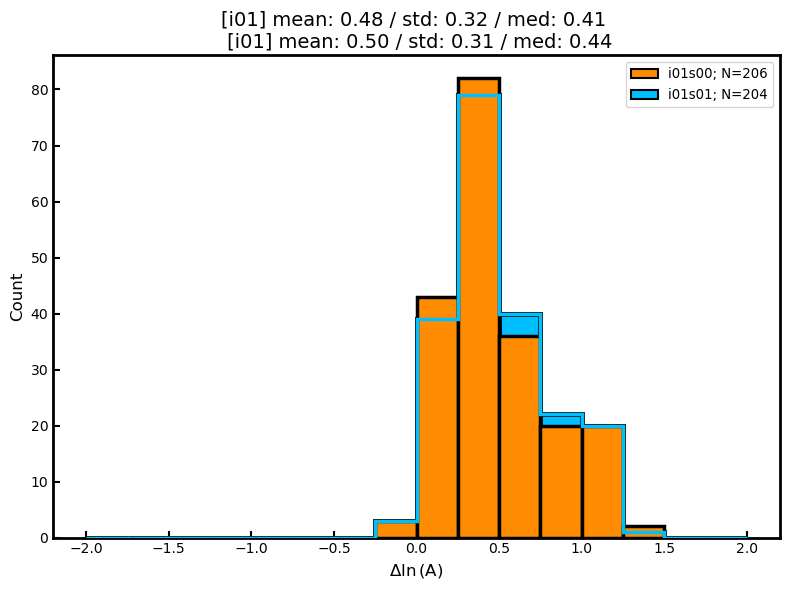 [i01] mean: 0.48 / std: 0.32 / med: 0.41
[i01] mean: 0.50 / std: 0.31 / med: 0.44
i01s00; N=206
i01s01; N=204
80
70
60
50
40
30
20
10
0
Count
−2.0 −1.5 −1.0 −0.5 0.0 0.5 1.0 1.5 2.0
Δln (A)